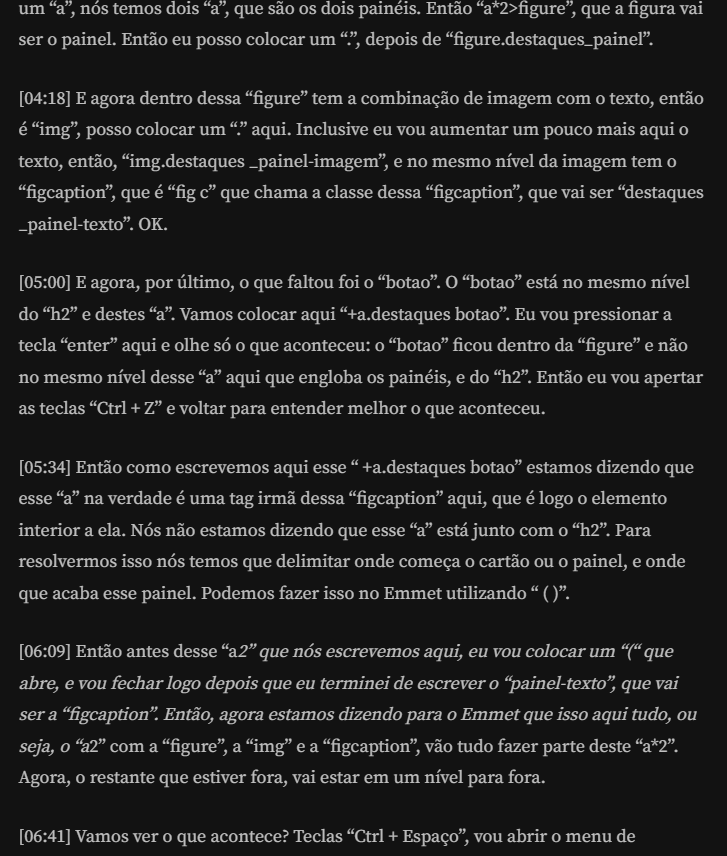 um “a”, nós temos dois “a”, que são os dois painéis. Então “a*2>figure”, que a figura vai
ser o painel. Então eu posso colocar um “.”, depois de “figure.destaques_painel”.
[04:18] E agora dentro dessa “figure” tem a combinação de imagem com o texto, então
é “img”, posso colocar um “.” aqui. Inclusive eu vou aumentar um pouco mais aqui o
texto, então, “img.destaques _painel-imagem”, e no mesmo nível da imagem tem o
“figcaption”, que é “fig c” que chama a classe dessa “figcaption”, que vai ser “destaques
_painel-texto”. OK.
[05:00] E agora, por último, o que faltou foi o “botao”. O “botao” está no mesmo nível
do “h2” e destes “a”. Vamos colocar aqui “+a.destaques botao”. Eu vou pressionar a
tecla “enter” aqui e olhe só o que aconteceu: o “botao” ficou dentro da “figure” e não
no mesmo nível desse “a” aqui que engloba os painéis, e do “h2”. Então eu vou apertar
as teclas “Ctrl + Z” e voltar para entender melhor o que aconteceu.
[05:34] Então como escrevemos aqui esse “ +a.destaques botao” estamos dizendo que
esse “a” na verdade é uma tag irmã dessa “figcaption” aqui, que é logo o elemento
interior a ela. Nós não estamos dizendo que esse “a” está junto com o “h2”. Para
resolvermos isso nós temos que delimitar onde começa o cartão ou o painel, e onde
que acaba esse painel. Podemos fazer isso no Emmet utilizando “ ( )”.
[06:09] Então antes desse “a2” que nós escrevemos aqui, eu vou colocar um “(“ que
abre, e vou fechar logo depois que eu terminei de escrever o “painel-texto”, que vai
ser a “figcaption”. Então, agora estamos dizendo para o Emmet que isso aqui tudo, ou
seja, o “a2” com a “figure”, a “img” e a “figcaption”, vão tudo fazer parte deste “a*2”.
Agora, o restante que estiver fora, vai estar em um nível para fora.
[06:41] Vamos ver o que acontece? Teclas “Ctrl + Espaço”, vou abrir o menu de